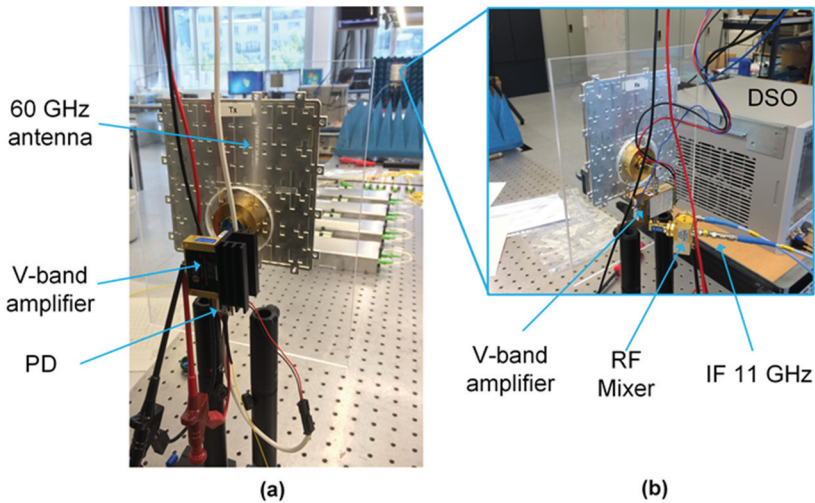 60 GHz
antenna
V-band
amplifier
PD
Tx
(a)
DSO
V-band
amplifier
RF
Mixer
IF 11 GHz
(b)